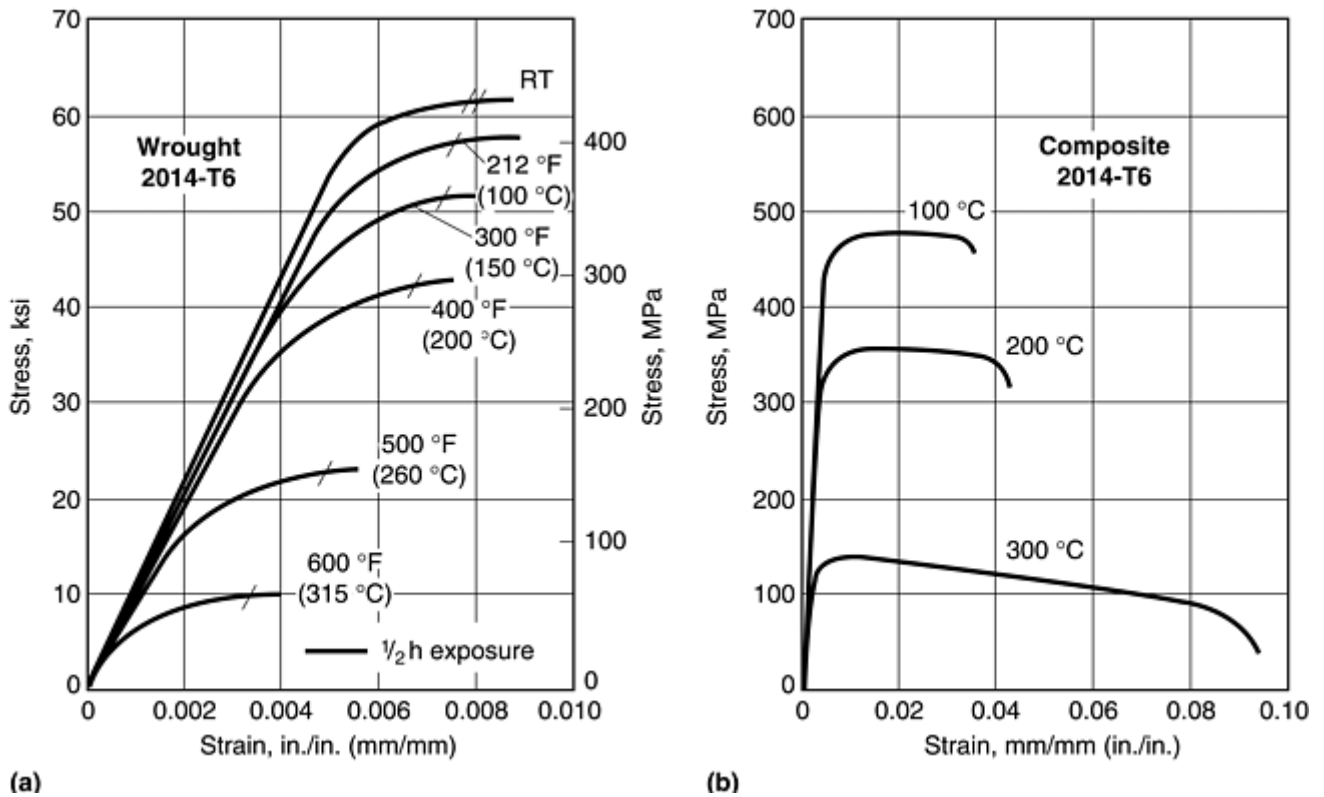 70
60
50
40
30
20
10
0
Stress, ksi
Wrought
2014-T6
RT
212 °F
(100 °C)
300 °F
(150 °C)
400 °F
(200 °C)
500 °F
(260 °C)
600 °F
(315 °C)
½ h exposure
400
300
200
100
0
Stress, MPa
0 0.002 0.004 0.006 0.008 0.010
Strain, in./in. (mm/mm)
(a)
700
600
500
400
300
200
100
0
Stress, MPa
Composite
2014-T6
100 °C
200 °C
300 °C
0 0.02 0.04 0.06 0.08 0.10
Strain, mm/mm (in./in.)
(b)